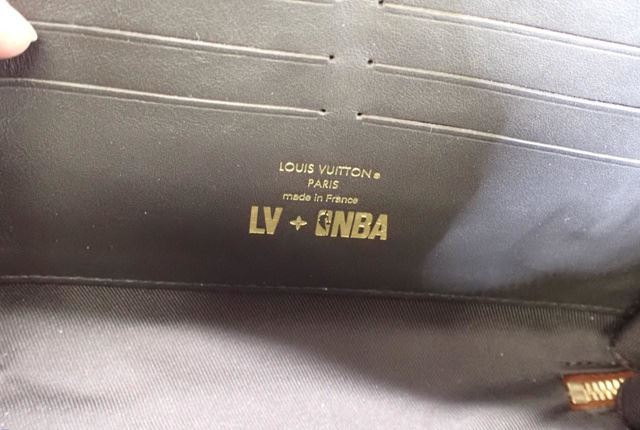 LOUIS VUITTON®
PARIS
made in France
LV + NBA